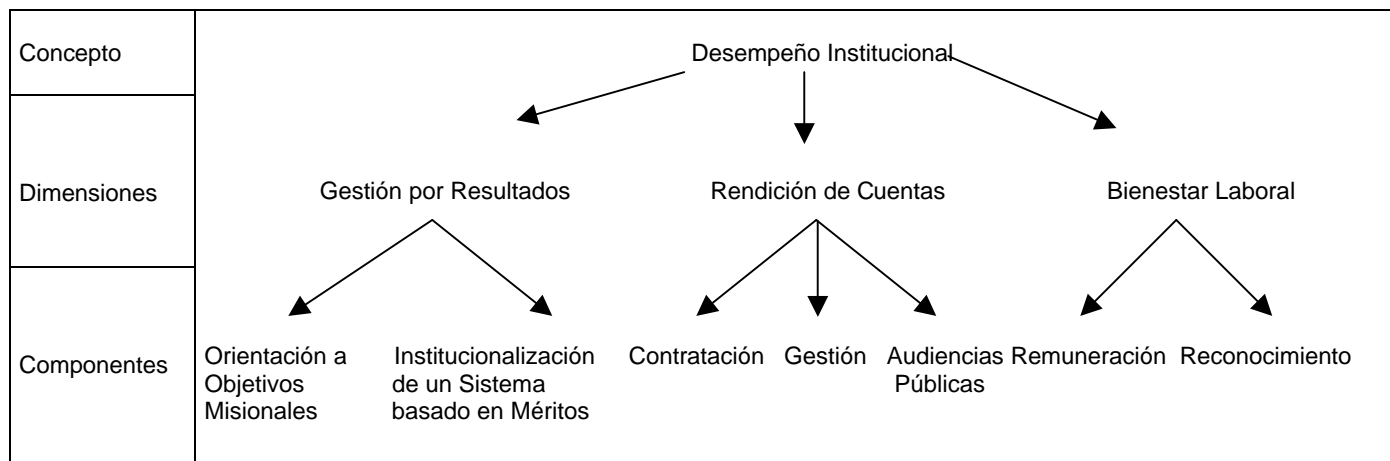 Concepto
Desempeño Institucional
Dimensiones
Gestión por Resultados
Rendición de Cuentas
Bienestar Laboral
Componentes
Orientación a
Objetivos
Misionales
Institucionalización
de un Sistema
basado en Méritos
Contratación
Gestión
Audiencias
Públicas
Remuneración
Reconocimiento